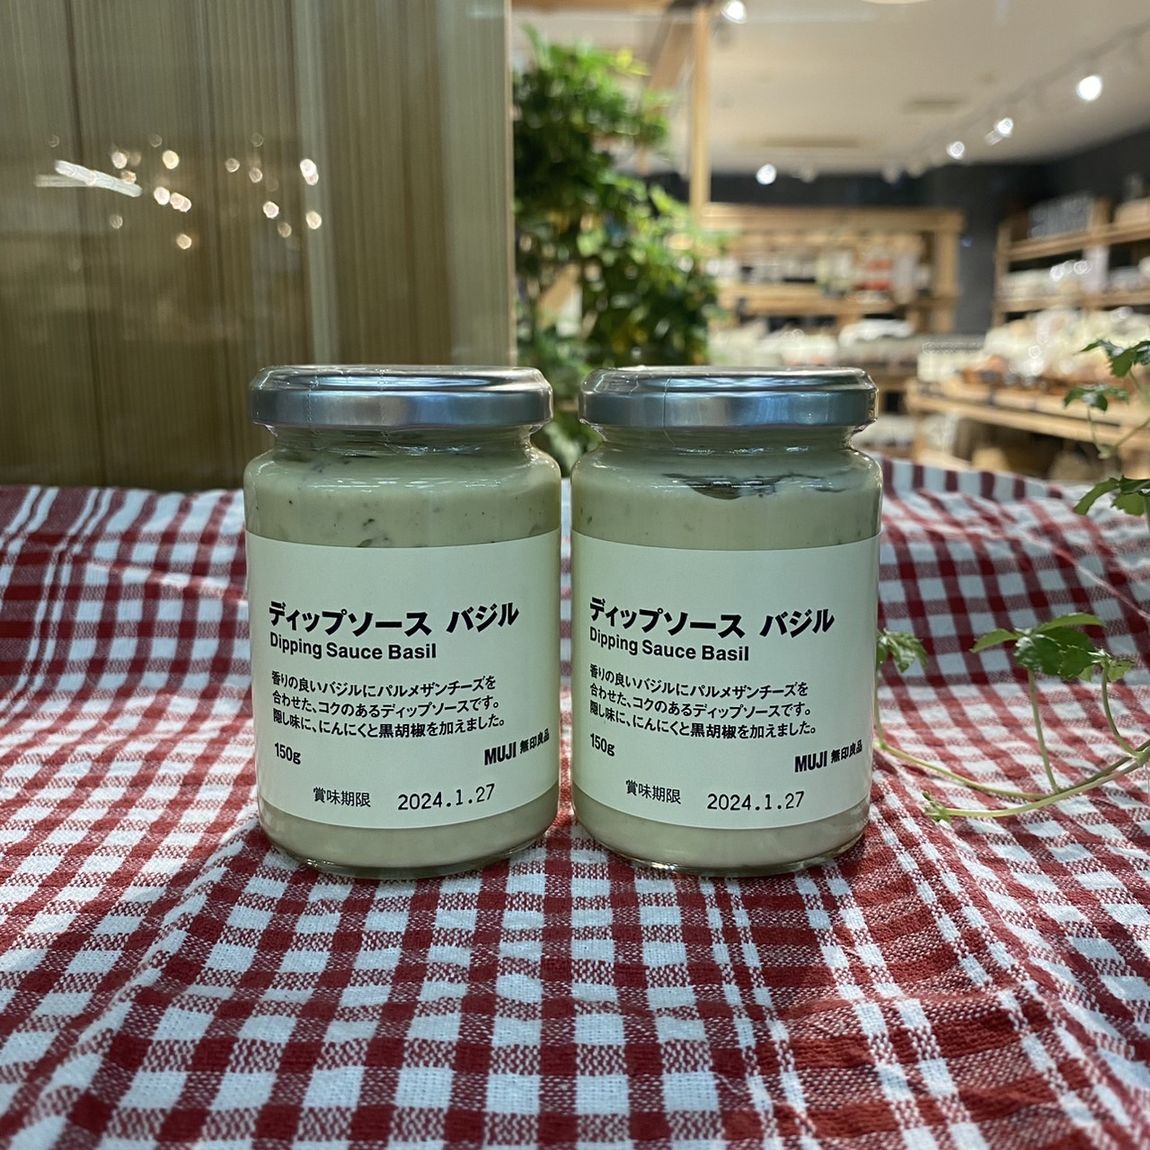 ディップソース バジル
Dipping Sauce Basil
香りの良いバジルにパルメザンチーズを
合わせた、コクのあるディップソースです。
隠し味に、にんにくと黒胡椒を加えました。
150g
MUJI 無印良品
賞味期限 2024.1.27
ディップソース バジル
Dipping Sauce Basil
香りの良いバジルにパルメザンチーズを
合わせた、コクのあるディップソースです。
隠し味に、にんにくと黒胡椒を加えました。
150g
MUJI 無印良品
賞味期限 2024.1.27